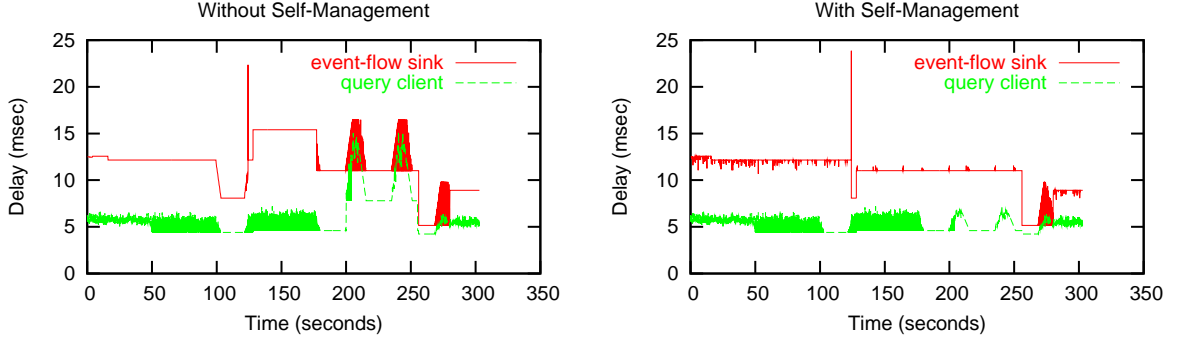 Without Self-Management
25
20
15
10
5
0
Delay (msec)
event-flow sink
query client
0 50 100 150 200 250 300 350
Time (seconds)
With Self-Management
25
20
15
10
5
0
Delay (msec)
event-flow sink
query client
0 50 100 150 200 250 300 350
Time (seconds)